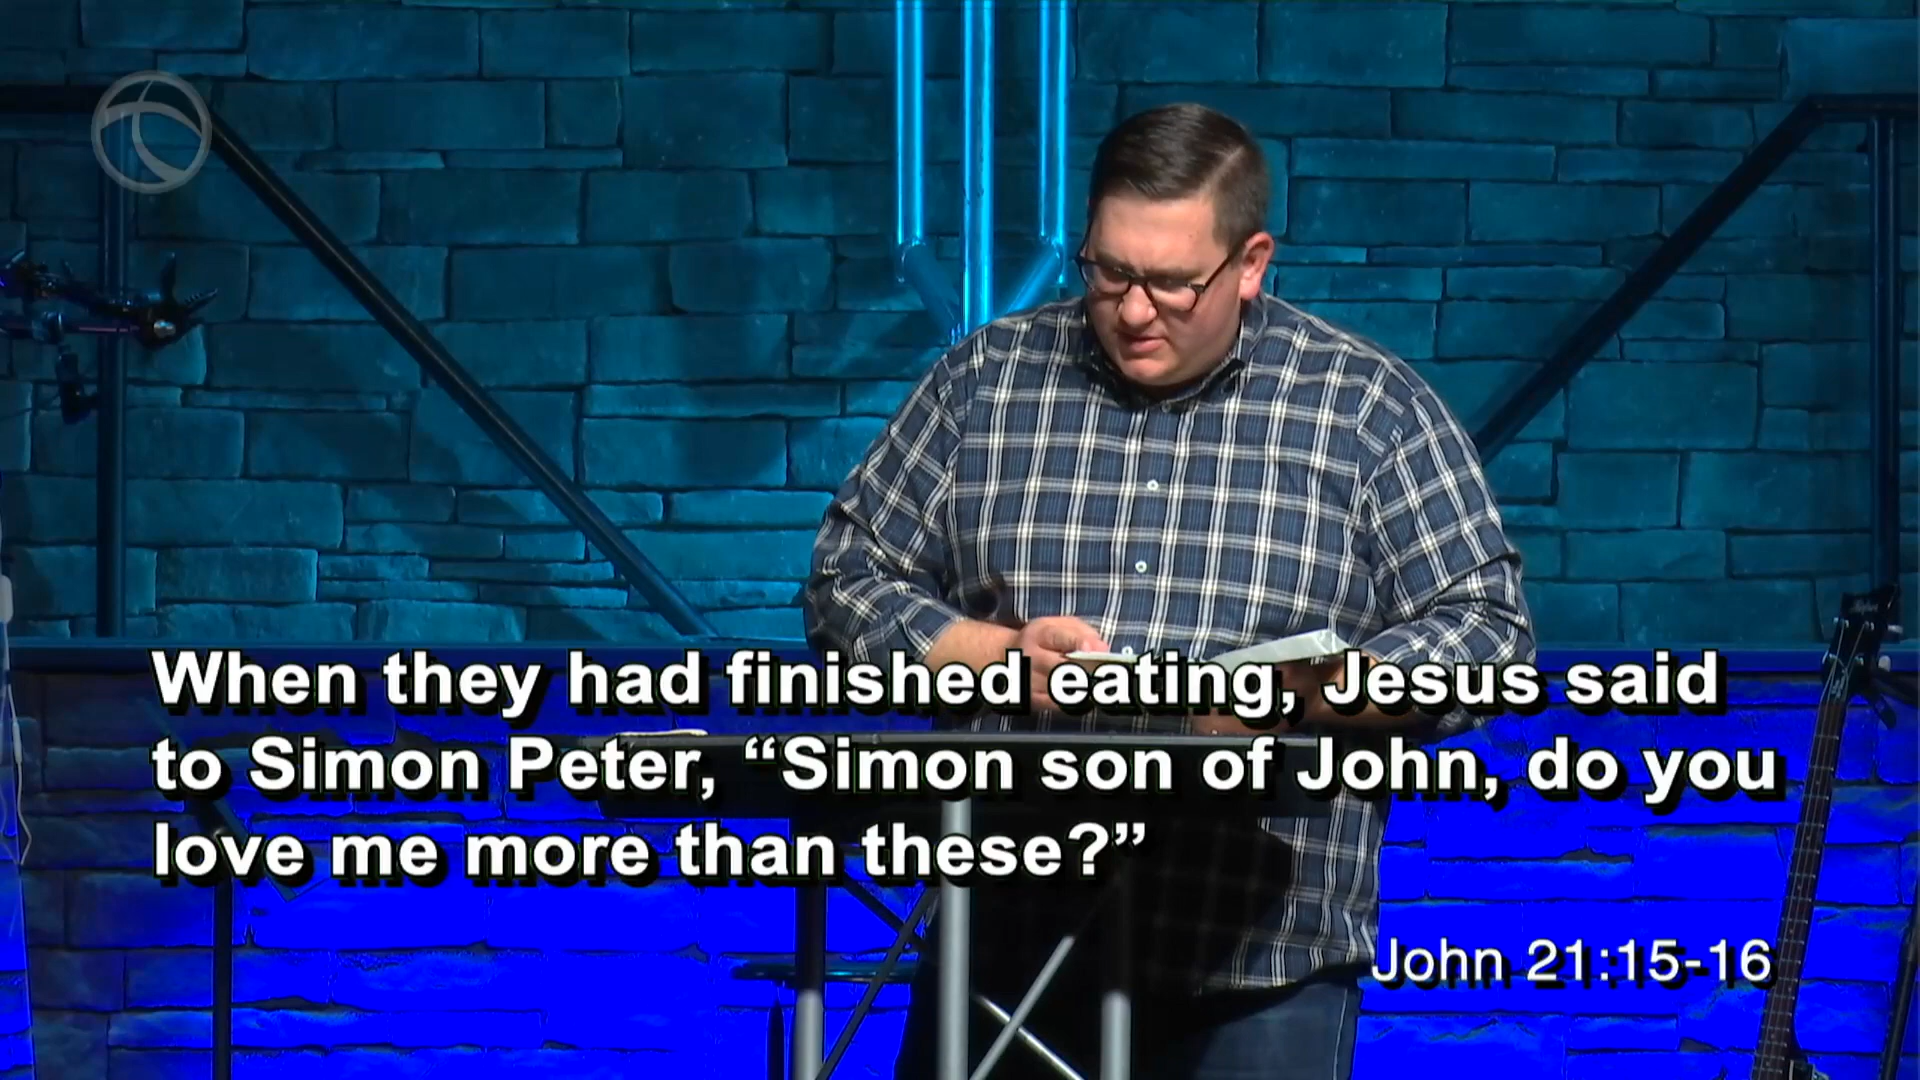 When they had finished eating, Jesus said
to Simon Peter, “Simon son of John, do you
love me more than these?”
John 21:15-16